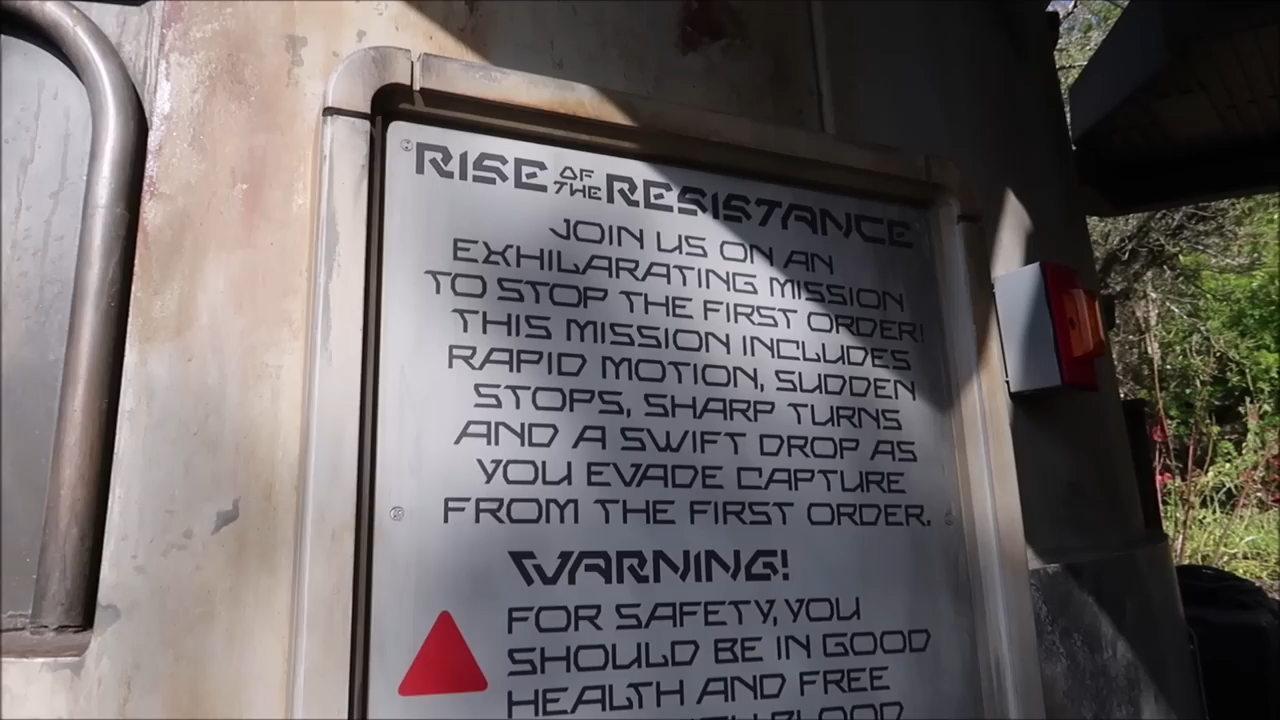 RISE OF THE RESISTANCE
JOIN US ON AN
EXHILARATING MISSION
TO STOP THE FIRST ORDER!
THIS MISSION INCLUDES
RAPID MOTION, SUDDEN
STOPS, SHARP TURNS
AND A SWIFT DROP AS
YOU EVADE CAPTURE
FROM THE FIRST ORDER.
WARNING!
FOR SAFETY, YOU
SHOULD BE IN GOOD
HEALTH AND FREE
BLOOD